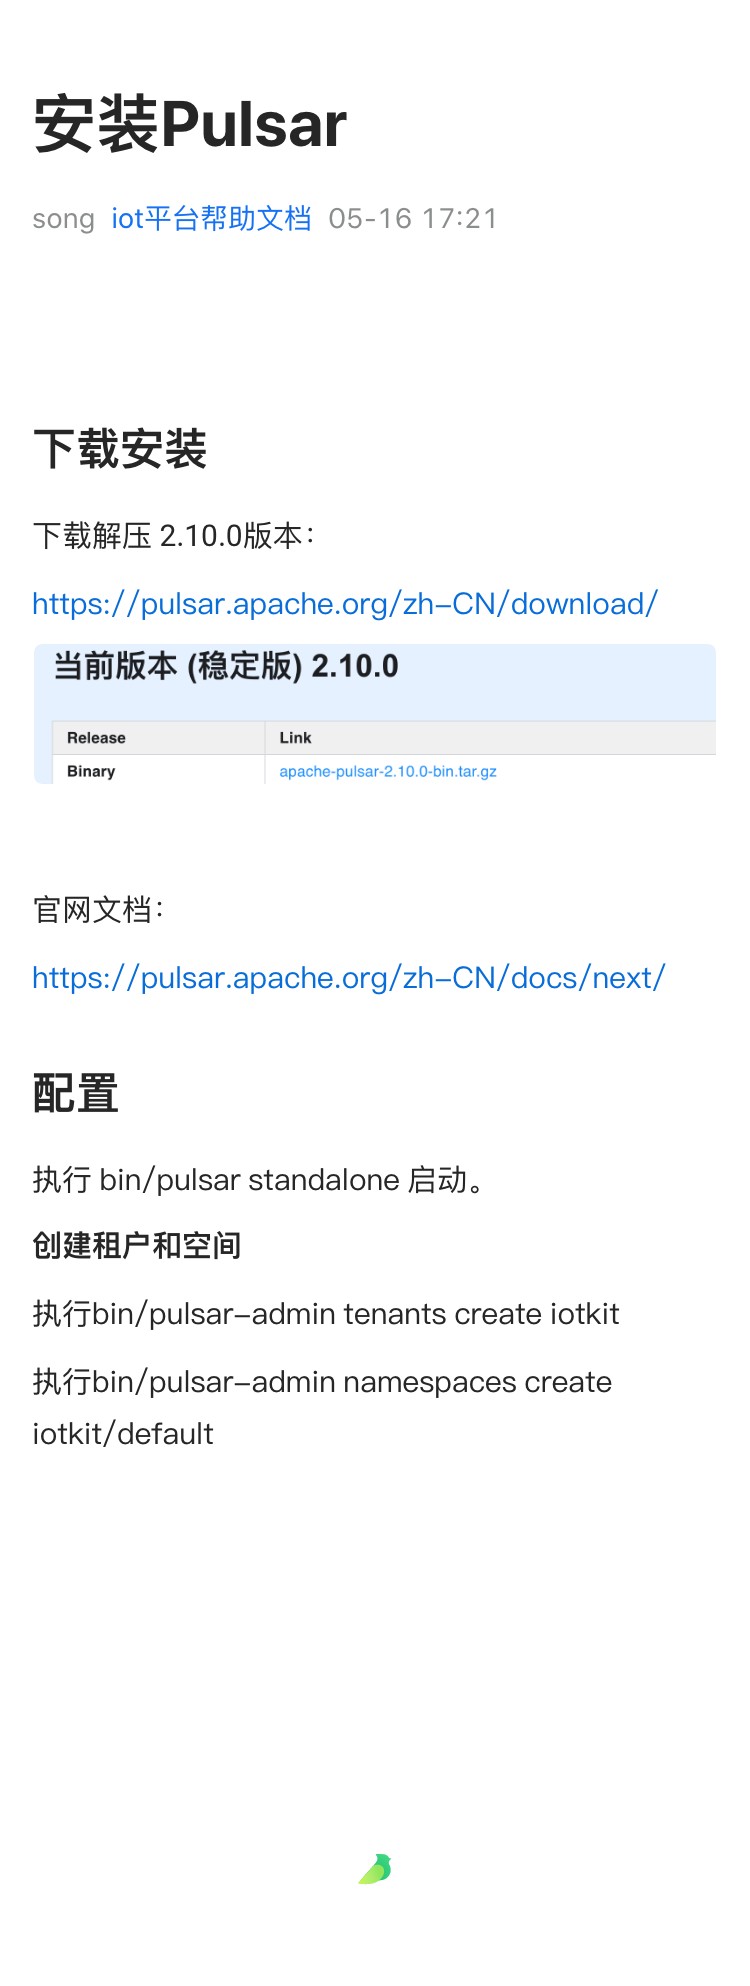 安装Pulsar
song iot平台帮助文档 05-16 17:21
下载安装
下载解压 2.10.0版本：
https://pulsar.apache.org/zh-CN/download/
当前版本 (稳定版) 2.10.0
Release Link
Binary apache-pulsar-2.10.0-bin.tar.gz
官网文档：
https://pulsar.apache.org/zh-CN/docs/next/
配置
执行 bin/pulsar standalone 启动。
创建租户和空间
执行bin/pulsar-admin tenants create iotkit
执行bin/pulsar-admin namespaces create
iotkit/default